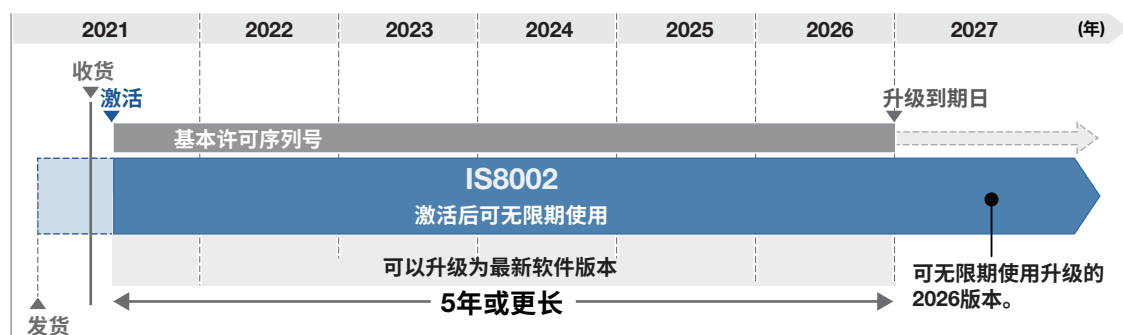 2021 2022 2023 2024 2025 2026 2027 (年)
收货
激活
升级到期日
基本许可序列号
IS8002
激活后可无限期使用
可以升级为最新软件版本
5年或更长
可无限期使用升级的
2026版本。
发货